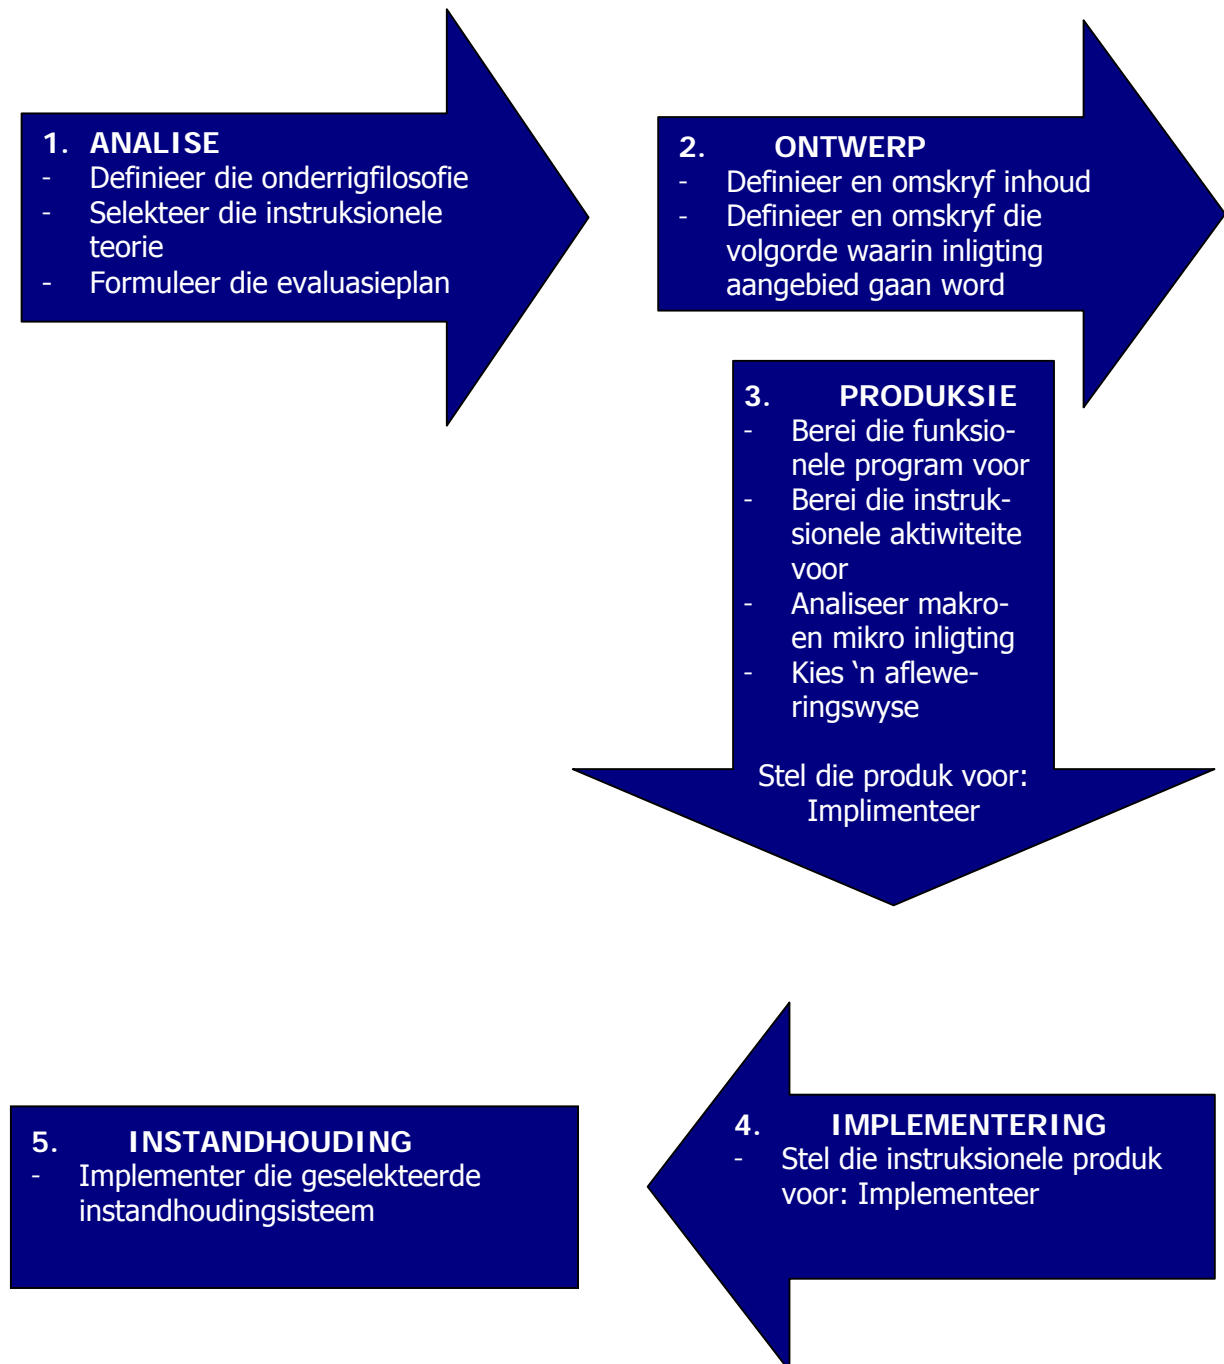 1. ANALISE
- Definieer die onderrigfilosofie
- Selekteer die instruksionele
teorie
- Formuleer die evaluasieplan
2. ONTWERP
- Definieer en omskryf inhoud
- Definieer en omskryf die
volgorde waarin inligting
aangebied gaan word
3. PRODUKSIE
- Berei die funksio-
nele program voor
- Berei die instruk-
sionele aktiwiteite
voor
- Analiseer makro-
en mikro inligting
- Kies ‘n aflewe-
ringswyse
Stel die produk voor:
Implimenteer
4. IMPLEMENTERING
- Stel die instruksionele produk
voor: Implementeer
5. INSTANDHOUDING
- Implementer die geselekteerde
instandhoudingsisteem